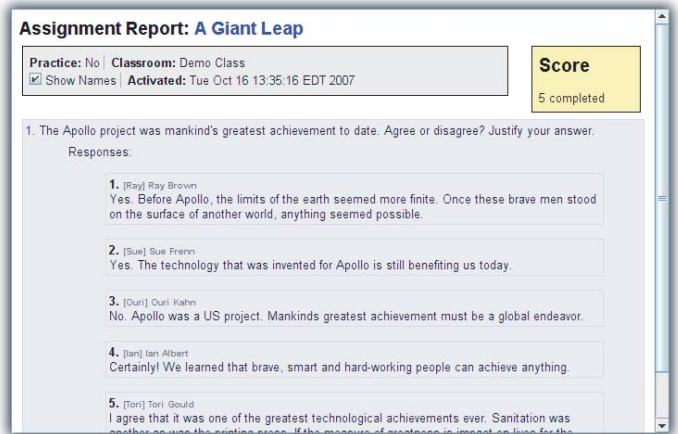 Assignment Report: A Giant Leap
Practice: No Classroom: Demo Class
Show Names Activated: Tue Oct 16 13:35:16 EDT 2007
Score
5 completed
1. The Apollo project was mankind's greatest achievement to date. Agree or disagree? Justify your answer.
Responses:
1. [Ray] Ray Brown
Yes. Before Apollo, the limits of the earth seemed more finite. Once these brave men stood
on the surface of another world, anything seemed possible.
2. [Sue] Sue Frenn
Yes. The technology that was invented for Apollo is still benefiting us today.
3. [Ouri] Ouri Kahn
No. Apollo was a US project. Mankinds greatest achievement must be a global endeavor.
4. [Ian] Ian Albert
Certainly! We learned that brave, smart and hard-working people can achieve anything.
5. [Tori] Tori Gould
I agree that it was one of the greatest technological achievements ever. Sanitation was
another as was the printing press. If the measure of greatness is impact on lives for the